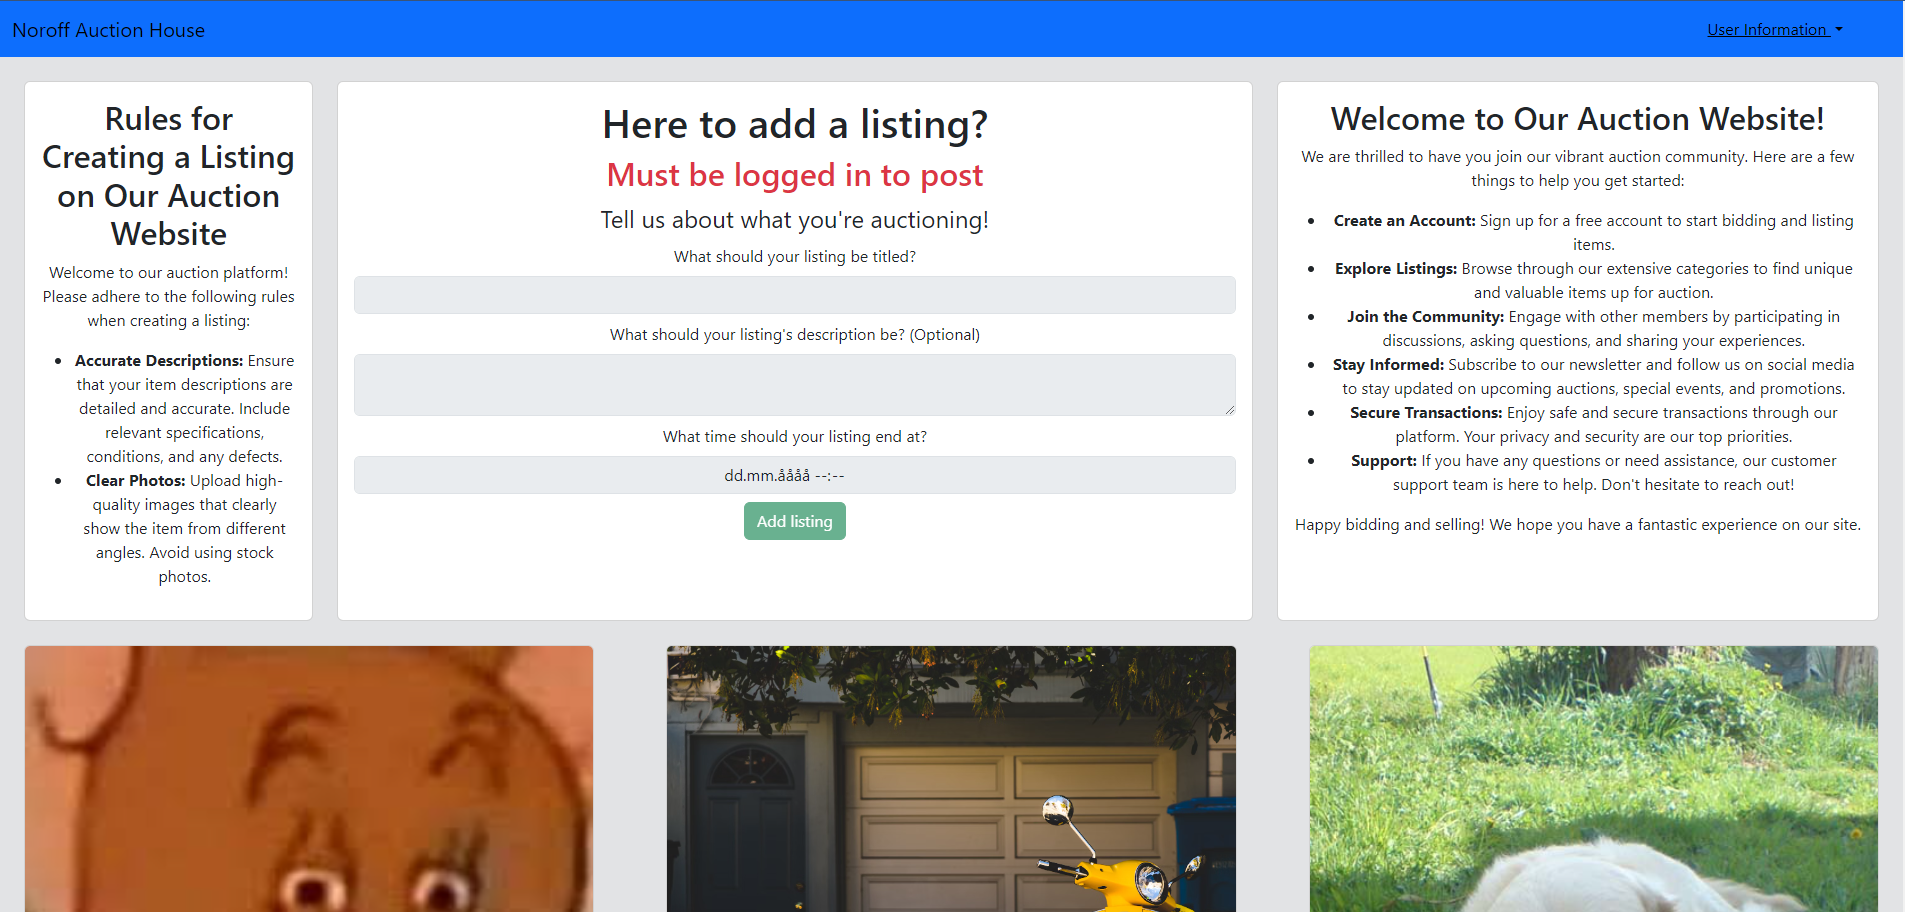 Noroff Auction House
User Information
Rules for
Creating a Listing
on Our Auction
Website
Welcome to our auction platform!
Please adhere to the following rules
when creating a listing:
Accurate Descriptions: Ensure
that your item descriptions are
detailed and accurate. Include
relevant specifications,
conditions, and any defects.
Clear Photos: Upload high-
quality images that clearly
show the item from different
angles. Avoid using stock
photos.
Here to add a listing?
Must be logged in to post
Tell us about what you're auctioning!
What should your listing be titled?
What should your listing's description be? (Optional)
What time should your listing end at?
dd.mm.åååå --:--
Add listing
Welcome to Our Auction Website!
We are thrilled to have you join our vibrant auction community. Here are a few
things to help you get started:
Create an Account: Sign up for a free account to start bidding and listing
items.
Explore Listings: Browse through our extensive categories to find unique
and valuable items up for auction.
Join the Community: Engage with other members by participating in
discussions, asking questions, and sharing your experiences.
Stay Informed: Subscribe to our newsletter and follow us on social media
to stay updated on upcoming auctions, special events, and promotions.
Secure Transactions: Enjoy safe and secure transactions through our
platform. Your privacy and security are our top priorities.
Support: If you have any questions or need assistance, our customer
support team is here to help. Don't hesitate to reach out!
Happy bidding and selling! We hope you have a fantastic experience on our site.